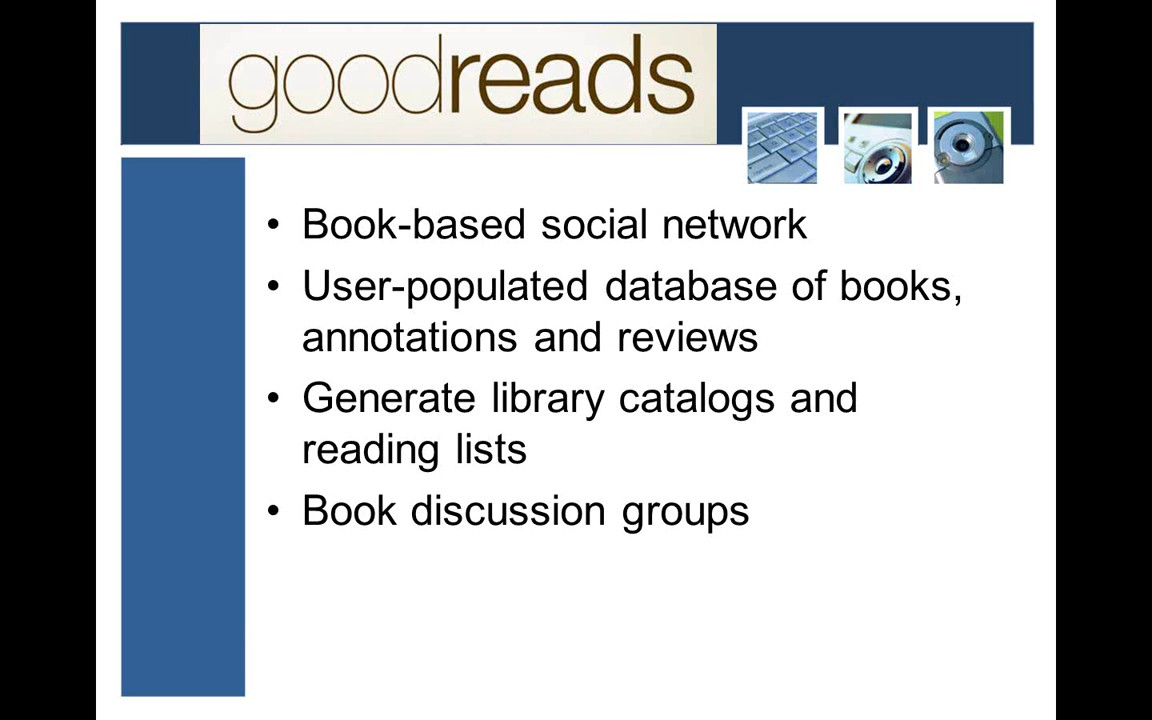 goodreads
• Book-based social network
• User-populated database of books,
annotations and reviews
• Generate library catalogs and
reading lists
• Book discussion groups